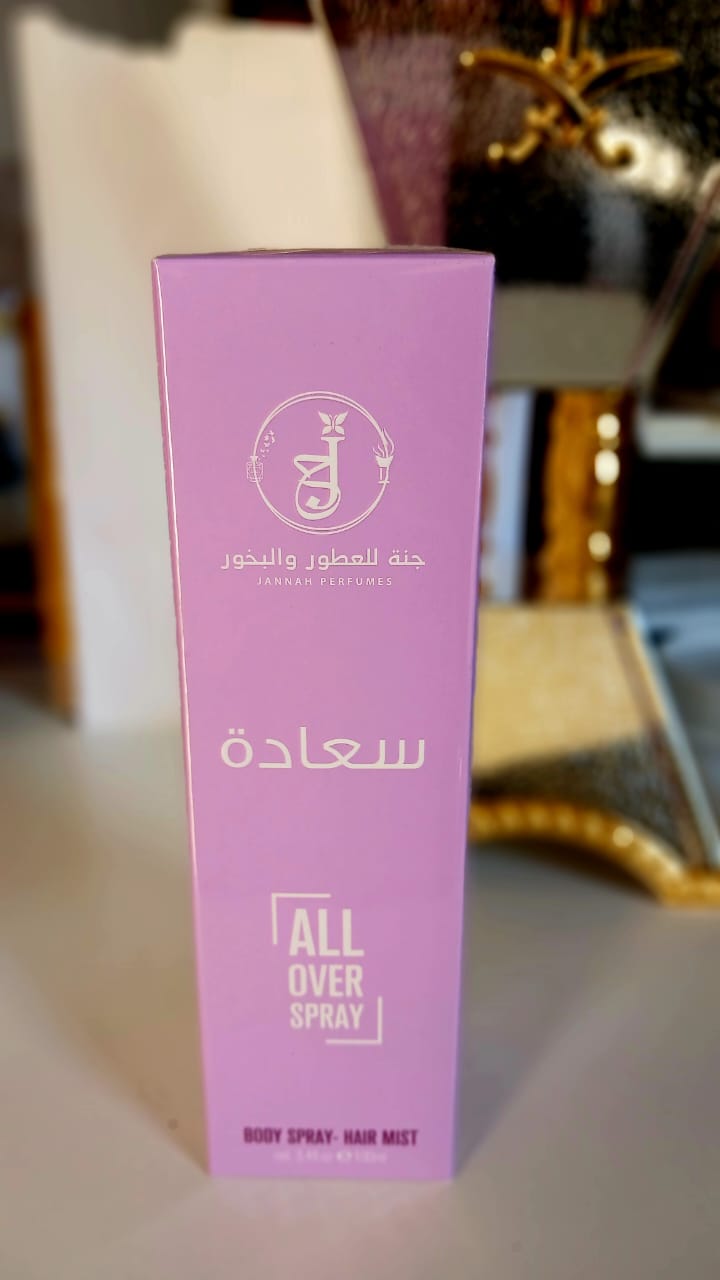 جنة للعطور والبخور
JANNAH PERFUMES
سعادة
ALL
OVER
SPRAY
BODY SPRAY- HAIR MIST